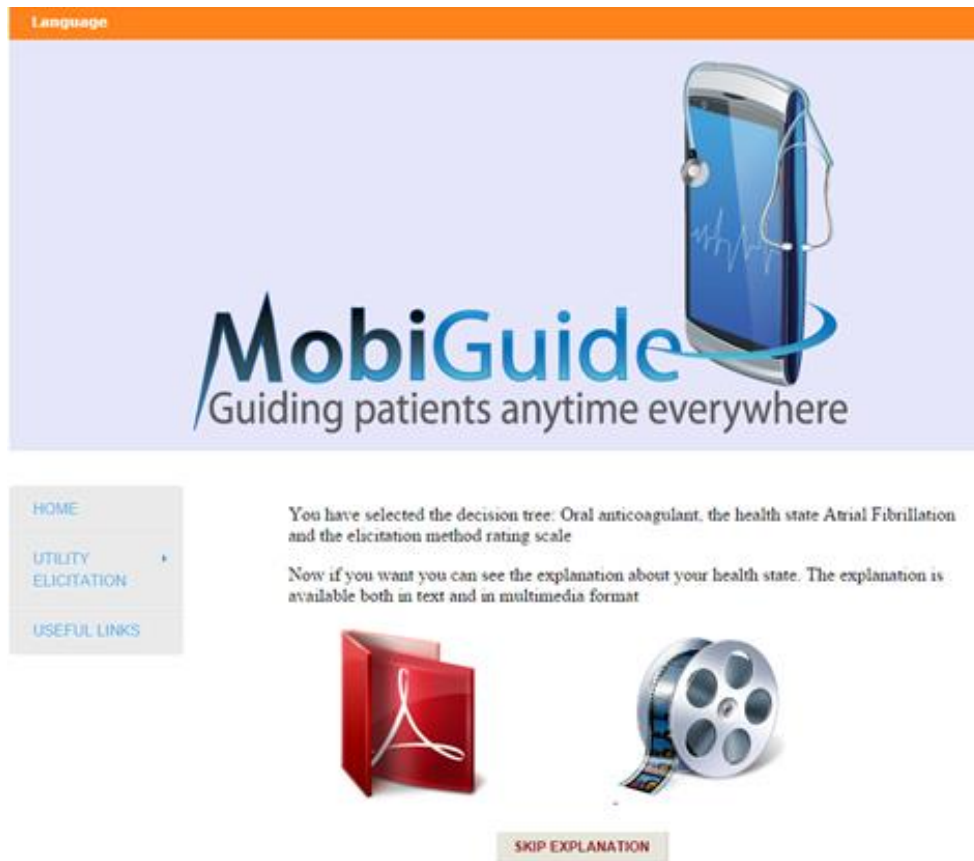 Language
MobiGuide
Guiding patients anytime everywhere
HOME
UTILITY
ELICITATION
USEFUL LINKS
You have selected the decision tree: Oral anticoagulant, the health state Atrial Fibrillation
and the elicitation method rating scale
Now if you want you can see the explanation about your health state. The explanation is
available both in text and in multimedia format
SKIP EXPLANATION